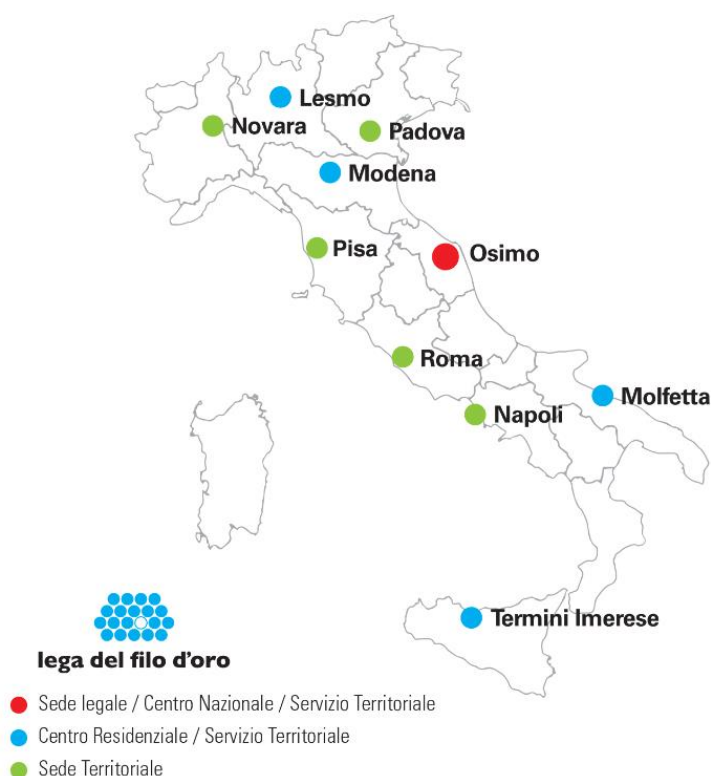 Lesmo
Novara
Padova
Modena
Pisa
Osimo
Roma
Molfetta
Napoli
Termini Imerese
lega del filo d'oro
Sede legale / Centro Nazionale / Servizio Territoriale
Centro Residenziale / Servizio Territoriale
Sede Territoriale